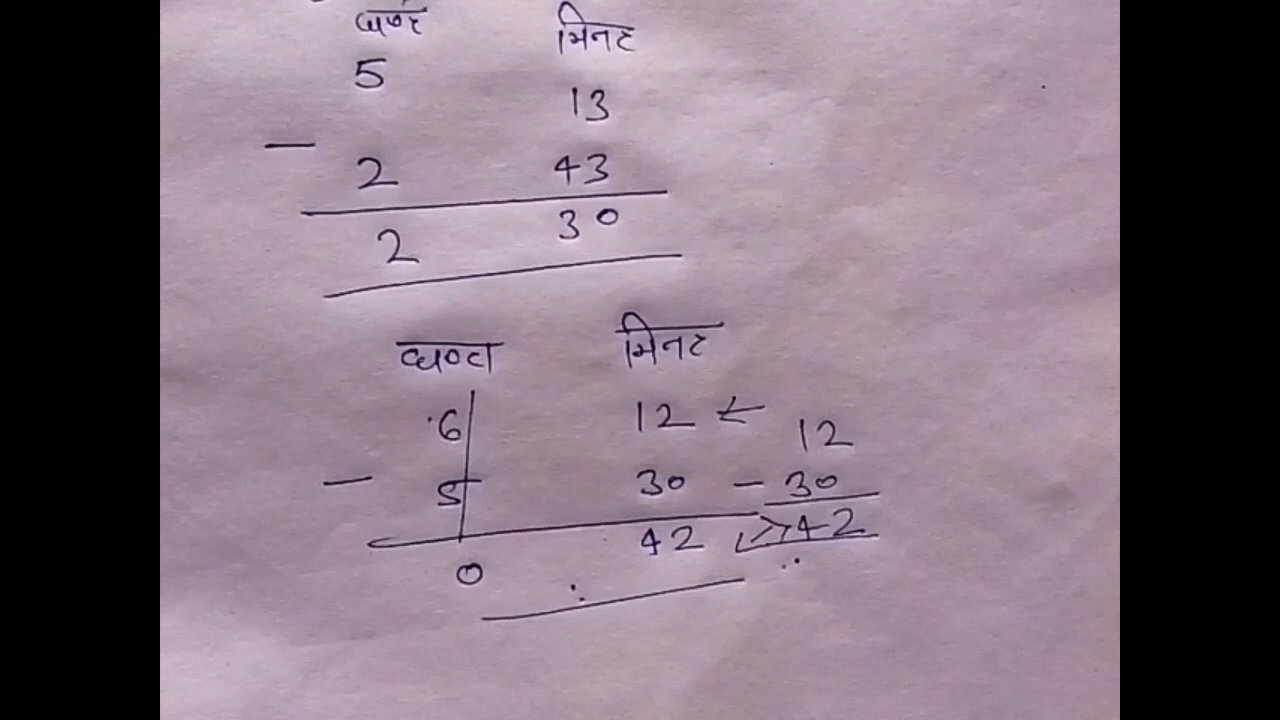 घण्टा मिनट
5 13
- 2 43
2 30
घण्टा मिनट
6 12 ← 12
- 5 30 - 30
0 42 42